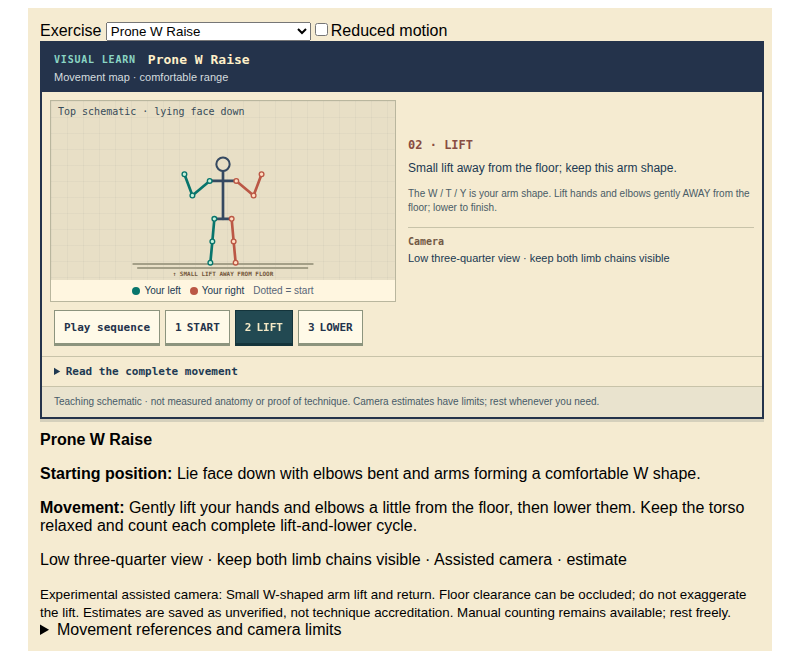 Exercise Prone W Raise Reduced motion
VISUAL LEARN Prone W Raise
Movement map · comfortable range
Top schematic · lying face down
↕ SMALL LIFT AWAY FROM FLOOR
Your left Your right Dotted = start
02 · LIFT
Small lift away from the floor; keep this arm shape.
The W / T / Y is your arm shape. Lift hands and elbows gently AWAY from the
floor; lower to finish.
Camera
Low three-quarter view · keep both limb chains visible
Play sequence 1 START 2 LIFT 3 LOWER
Read the complete movement
Teaching schematic · not measured anatomy or proof of technique. Camera estimates have limits; rest whenever you need.
Prone W Raise
Starting position: Lie face down with elbows bent and arms forming a comfortable W shape.
Movement: Gently lift your hands and elbows a little from the floor, then lower them. Keep the torso
relaxed and count each complete lift-and-lower cycle.
Low three-quarter view · keep both limb chains visible · Assisted camera · estimate
Experimental assisted camera: Small W-shaped arm lift and return. Floor clearance can be occluded; do not exaggerate
the lift. Estimates are saved as unverified, not technique accreditation. Manual counting remains available; rest freely.
Movement references and camera limits